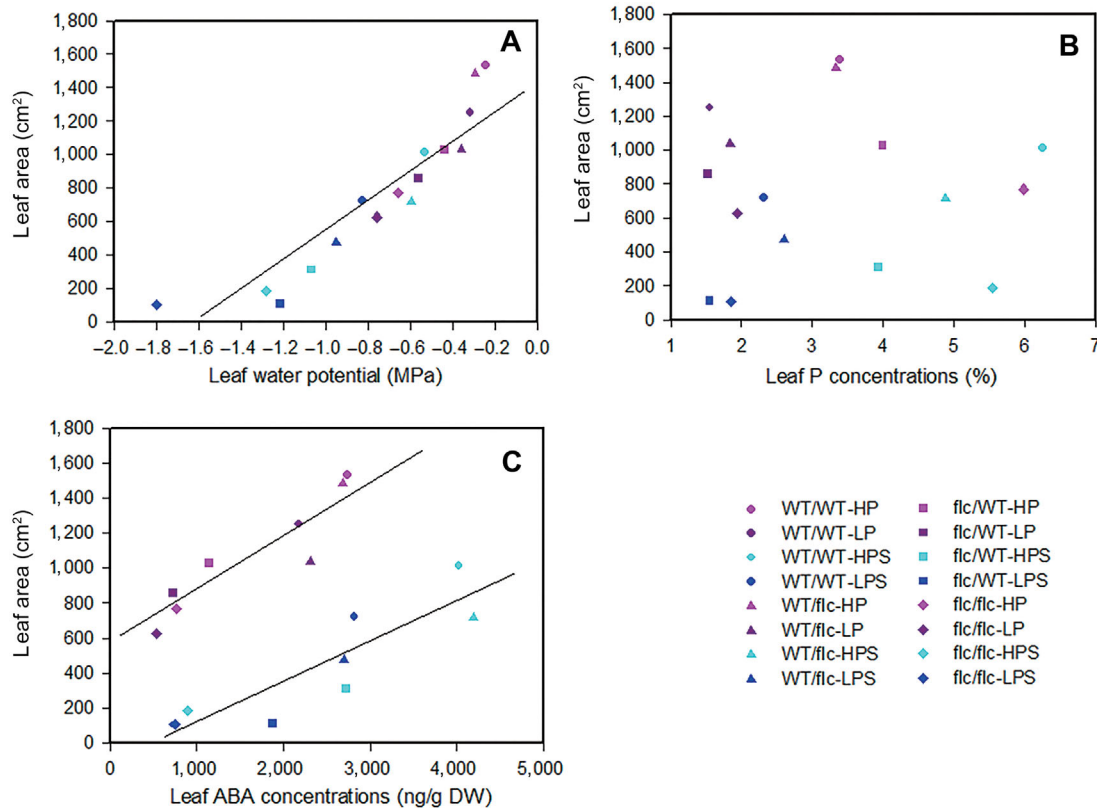 A
1,800
1,600
1,400
1,200
1,000
800
600
400
200
0
Leaf area (cm²)
–2.0 –1.8 –1.6 –1.4 –1.2 –1.0 –0.8 –0.6 –0.4 –0.2 0.0
Leaf water potential (MPa)
B
1,800
1,600
1,400
1,200
1,000
800
600
400
200
0
Leaf area (cm²)
1 2 3 4 5 6 7
Leaf P concentrations (%)
C
1,800
1,600
1,400
1,200
1,000
800
600
400
200
0
Leaf area (cm²)
0 1,000 2,000 3,000 4,000 5,000
Leaf ABA concentrations (ng/g DW)
WT/WT-HP
WT/WT-LP
WT/WT-HPS
WT/WT-LPS
WT/flc-HP
WT/flc-LP
WT/flc-HPS
WT/flc-LPS
flc/WT-HP
flc/WT-LP
flc/WT-HPS
flc/WT-LPS
flc/flc-HP
flc/flc-LP
flc/flc-HPS
flc/flc-LPS